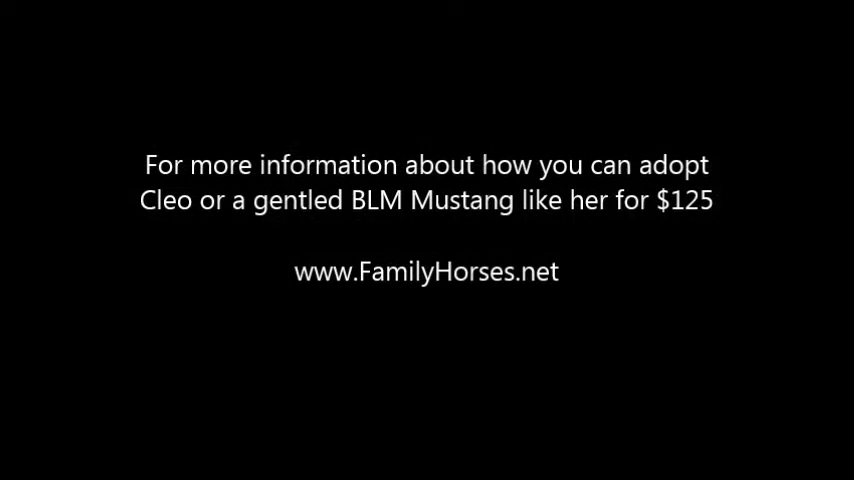 For more information about how you can adopt
Cleo or a gentled BLM Mustang like her for $125
www.FamilyHorses.net